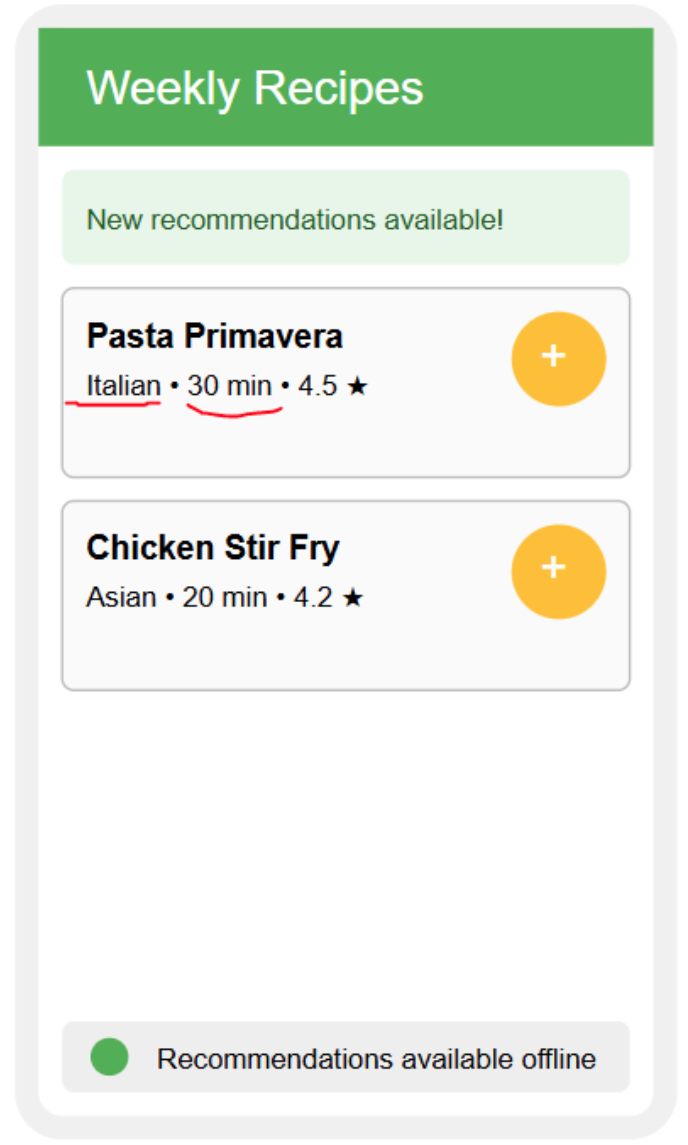 Weekly Recipes
New recommendations available!
Pasta Primavera
+
Italian • 30 min • 4.5 ★
Chicken Stir Fry
+
Asian • 20 min • 4.2 ★
Recommendations available offline